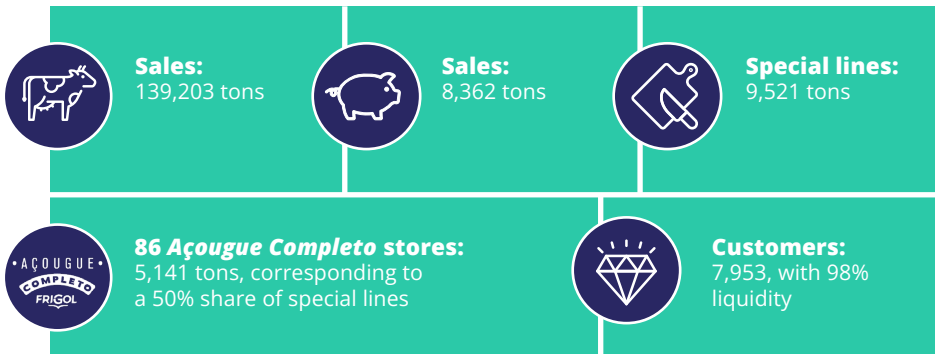 Sales:
139,203 tons
Sales:
8,362 tons
Special lines:
9,521 tons
•AÇOUGUE•
COMPLETO
FRIGOL
86 Açougue Completo stores:
5,141 tons, corresponding to
a 50% share of special lines
Customers:
7,953, with 98%
liquidity